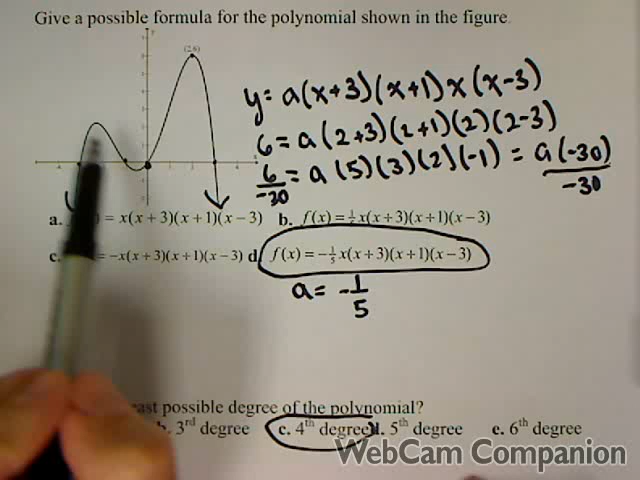 Give a possible formula for the polynomial shown in the figure
(2,6)
y = a(x+3)(x+1)x(x-3)
6 = a(2+3)(2+1)(2)(2-3)
6/-30 = a(5)(3)(2)(-1) = a(-30)/-30
a. ) = x(x+3)(x+1)(x-3) b. f(x) = 1/5x(x+3)(x+1)(x-3)
c. = -x(x+3)(x+1)(x-3) d f(x) = -1/5x(x+3)(x+1)(x-3)
a = -1/5
possible degree of the polynomial?
3rd degree c. 4th degree d. 5th degree e. 6th degree
WebCam Companion